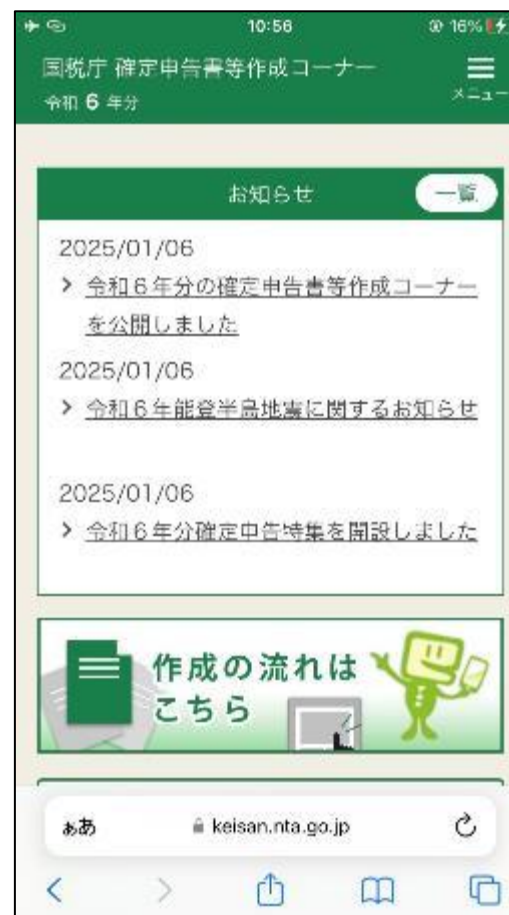 10:56
16%
国税庁 確定申告書等作成コーナー
令和 6 年分
メニュー
お知らせ
一覧
2025/01/06
令和6年分の確定申告書等作成コーナー
を公開しました
2025/01/06
令和6年能登半島地震に関するお知らせ
2025/01/06
令和6年分確定申告特集を開設しました
作成の流れは
こちら
ぁあ
keisan.nta.go.jp